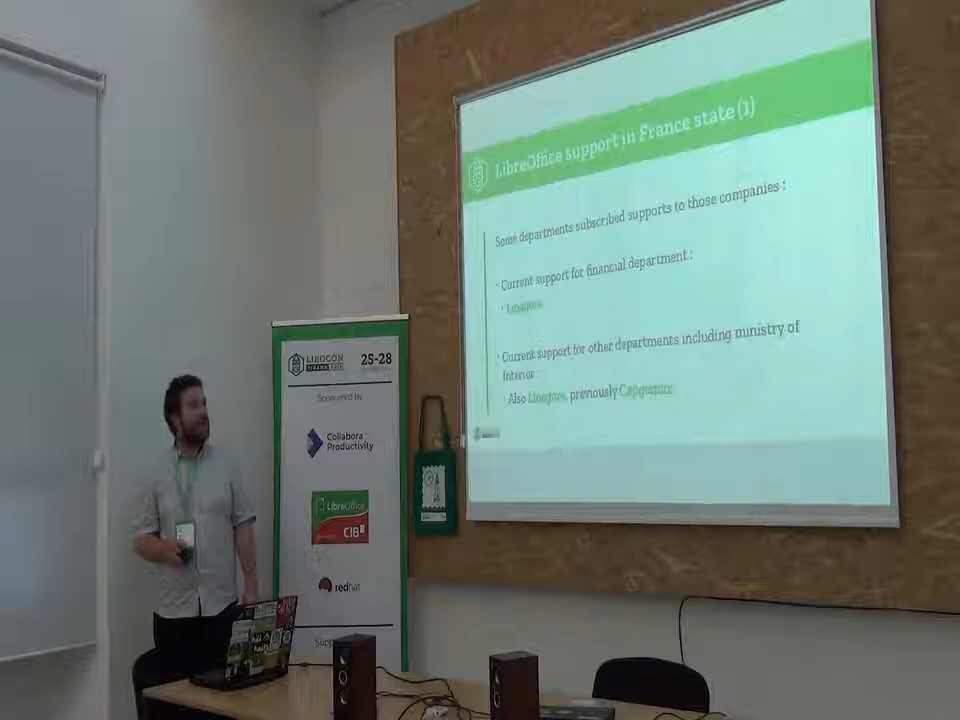 LibreOffice support in France state (1)
Some departments subscribed supports to those companies :
· Current support for financial department :
· Linagora
· Current support for other departments including ministry of
Interior :
· Also Linagora, previously Capgemini
LIBOCON
25-28
Sponsored by
Collabora
Productivity
LibreOffice
CIB
redhat